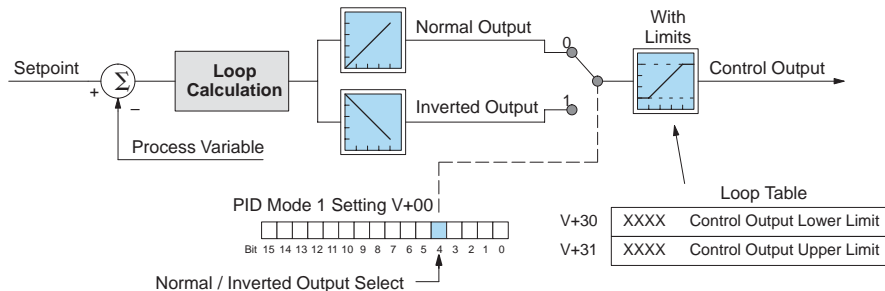 With
Limits
Normal Output
0
Setpoint
Loop
Calculation
Control Output
+
Σ
−
Inverted Output
1
Process Variable
Loop Table
PID Mode 1 Setting V+00
V+30 XXXX Control Output Lower Limit
V+31 XXXX Control Output Upper Limit
Bit 15 14 13 12 11 10 9 8 7 6 5 4 3 2 1 0
Normal / Inverted Output Select